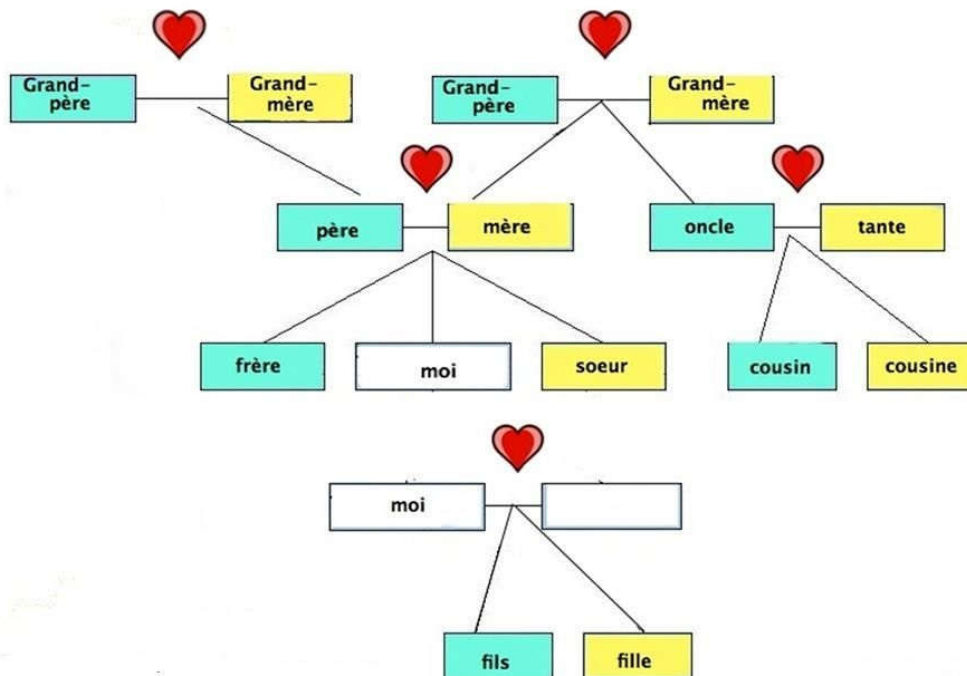 Grand-
père
Grand-
mère
Grand-
père
Grand-
mère
père
mère
oncle
tante
frère
moi
soeur
cousin
cousine
moi
fils
fille